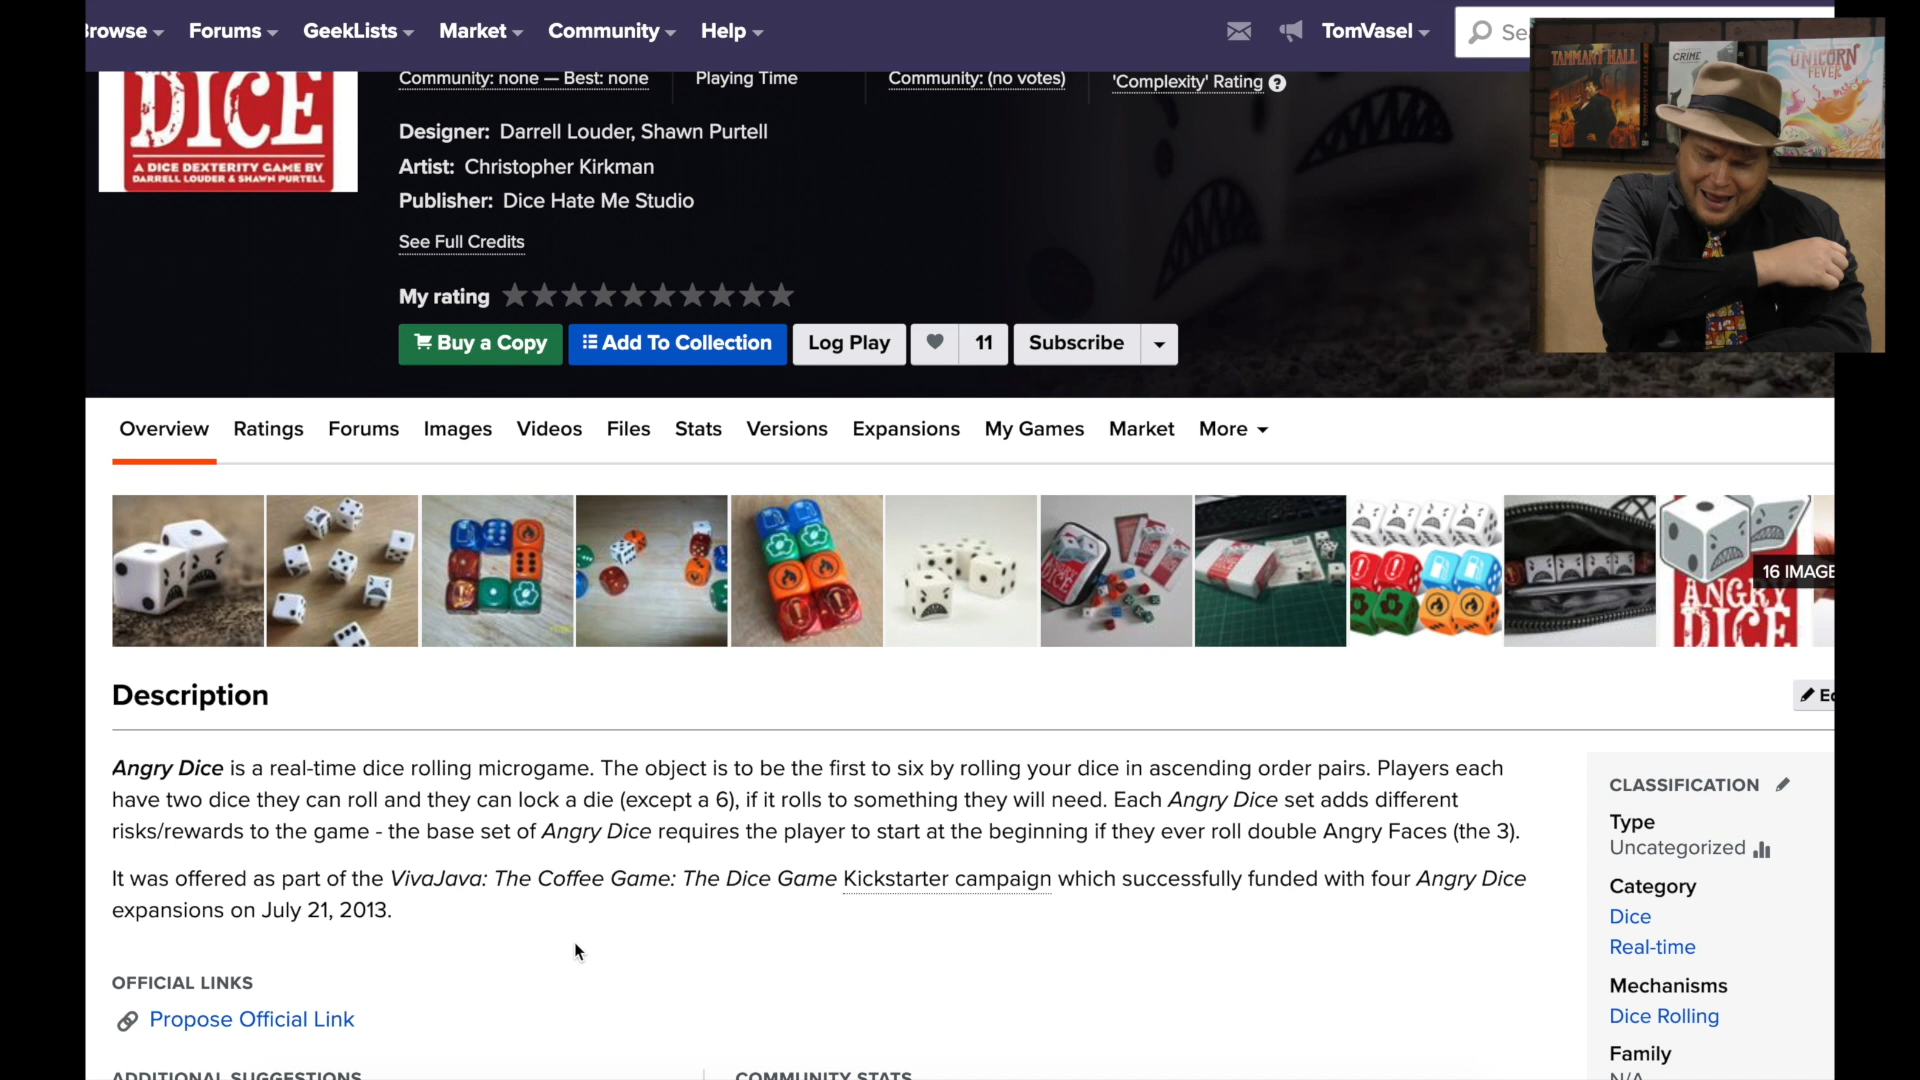 Browse
Forums
GeekLists
Market
Community
Help
TomVasel
Community: none — Best: none
Playing Time
Community: (no votes)
'Complexity' Rating
DICE
A DICE DEXTERITY GAME BY
DARRELL LOUDER & SHAWN PURTELL
Designer: Darrell Louder, Shawn Purtell
Artist: Christopher Kirkman
Publisher: Dice Hate Me Studio
See Full Credits
My rating
Buy a Copy
Add To Collection
Log Play
11
Subscribe
TAMMANY HALL
CRIME
UNICORN
FEVER
Overview
Ratings
Forums
Images
Videos
Files
Stats
Versions
Expansions
My Games
Market
More
16 IMAGE
ANGRY
DICE
Description
Angry Dice is a real-time dice rolling microgame. The object is to be the first to six by rolling your dice in ascending order pairs. Players each
have two dice they can roll and they can lock a die (except a 6), if it rolls to something they will need. Each Angry Dice set adds different
risks/rewards to the game - the base set of Angry Dice requires the player to start at the beginning if they ever roll double Angry Faces (the 3).
It was offered as part of the VivaJava: The Coffee Game: The Dice Game Kickstarter campaign which successfully funded with four Angry Dice
expansions on July 21, 2013.
OFFICIAL LINKS
Propose Official Link
ADDITIONAL SUGGESTIONS
COMMUNITY STATS
CLASSIFICATION
Type
Uncategorized
Category
Dice
Real-time
Mechanisms
Dice Rolling
Family
N/A